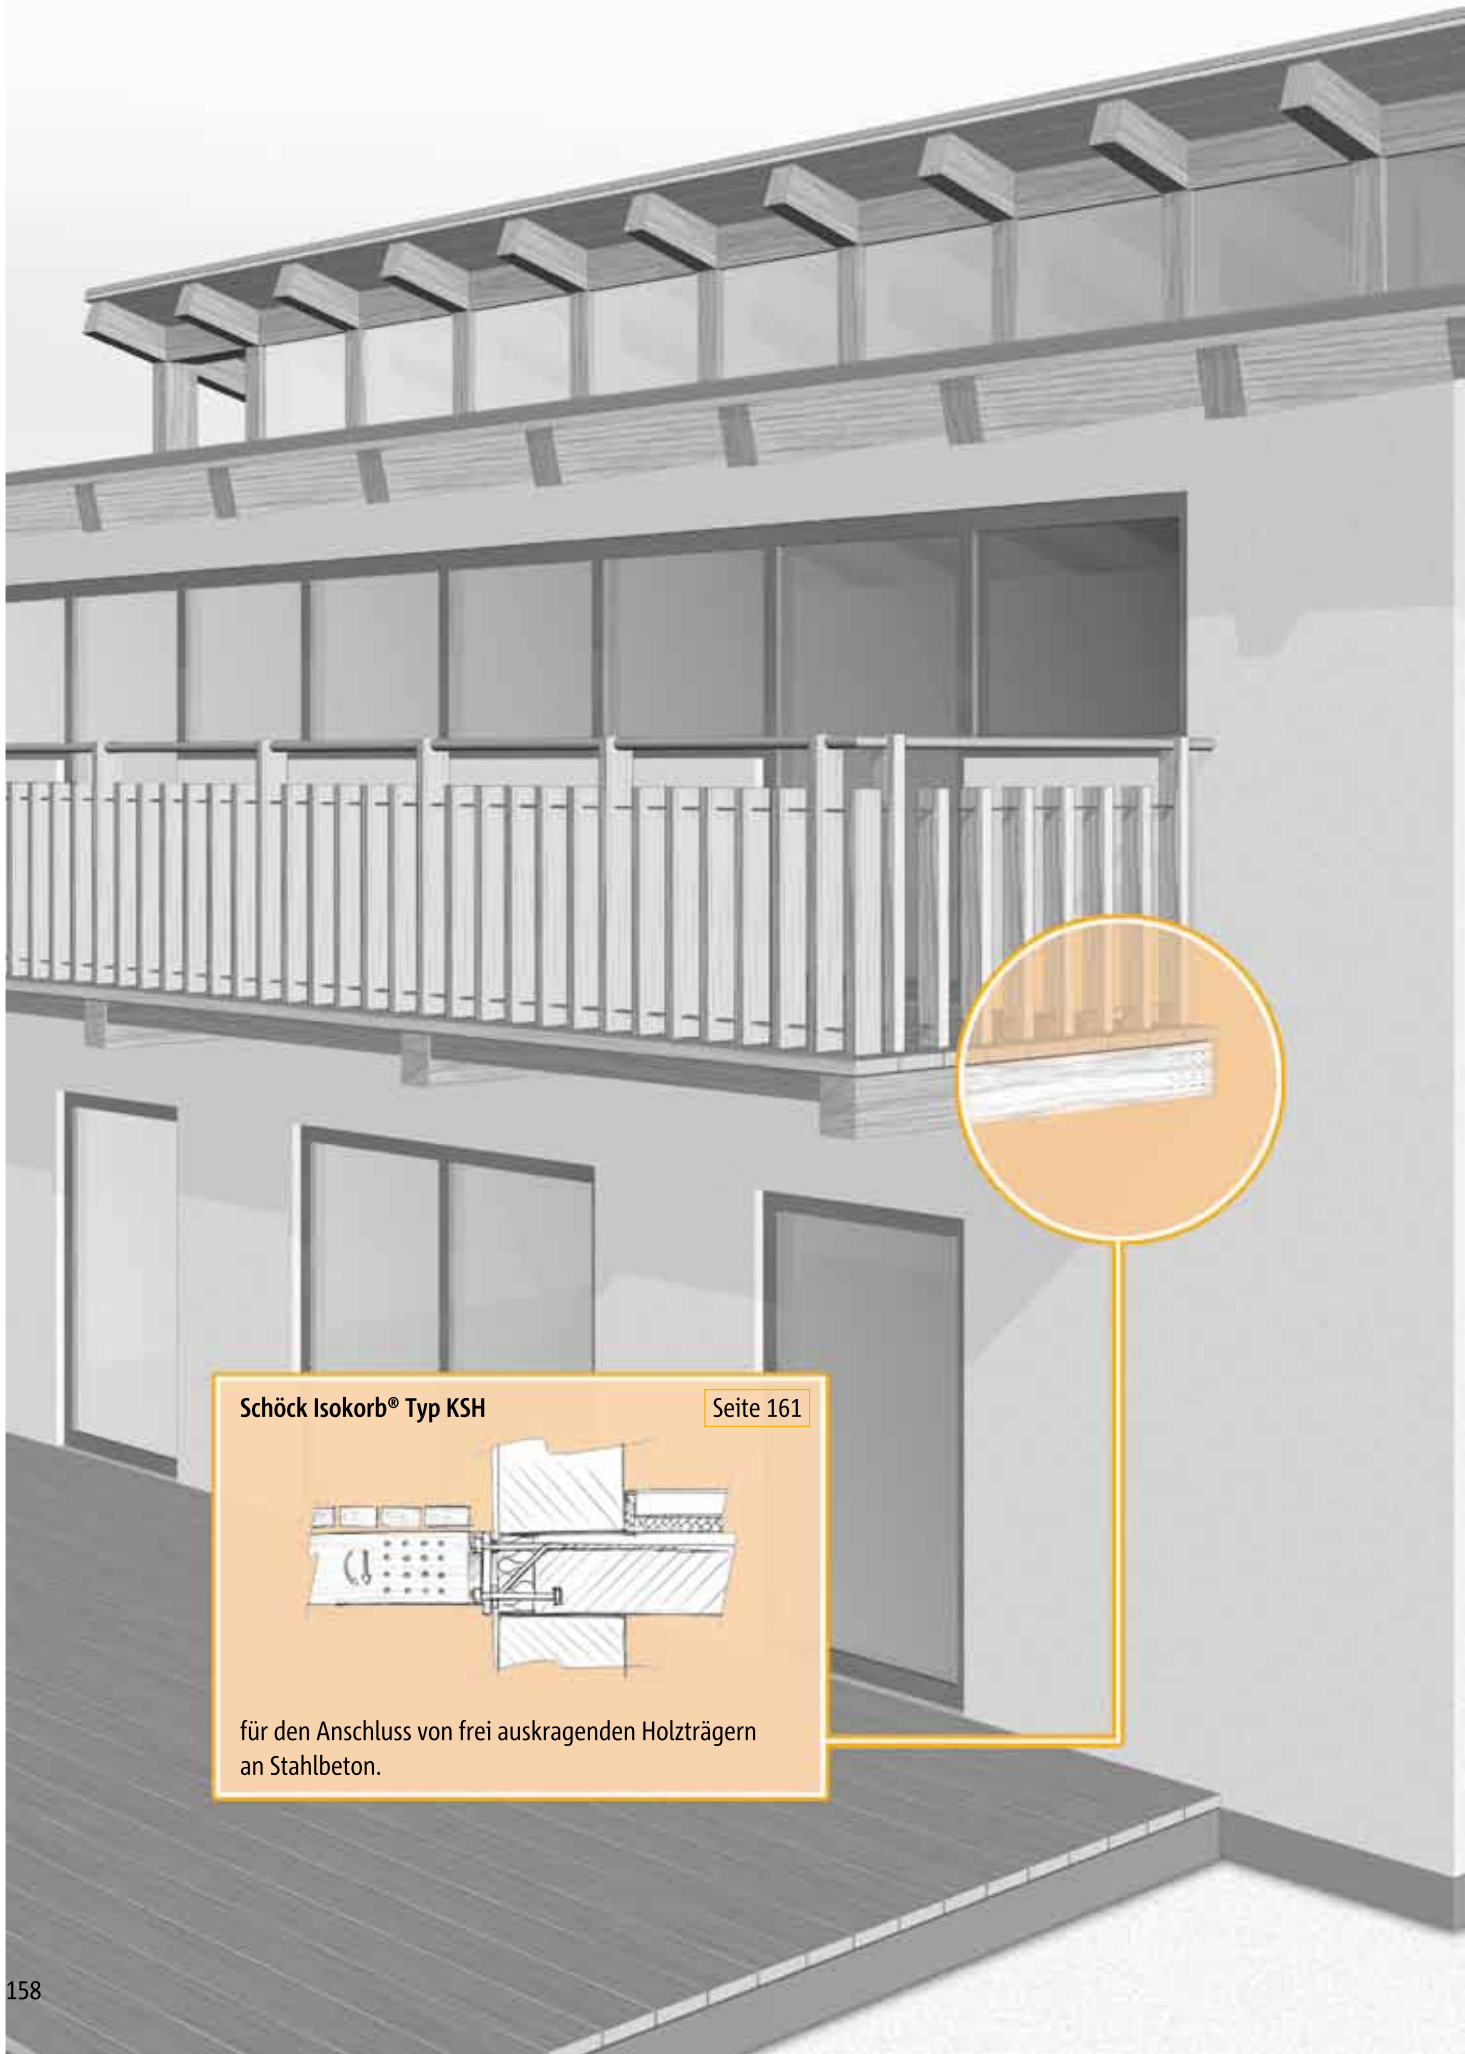 Schöck Isokorb® Typ KSH
Seite 161
für den Anschluss von frei auskragenden Holzträgern
an Stahlbeton.
158